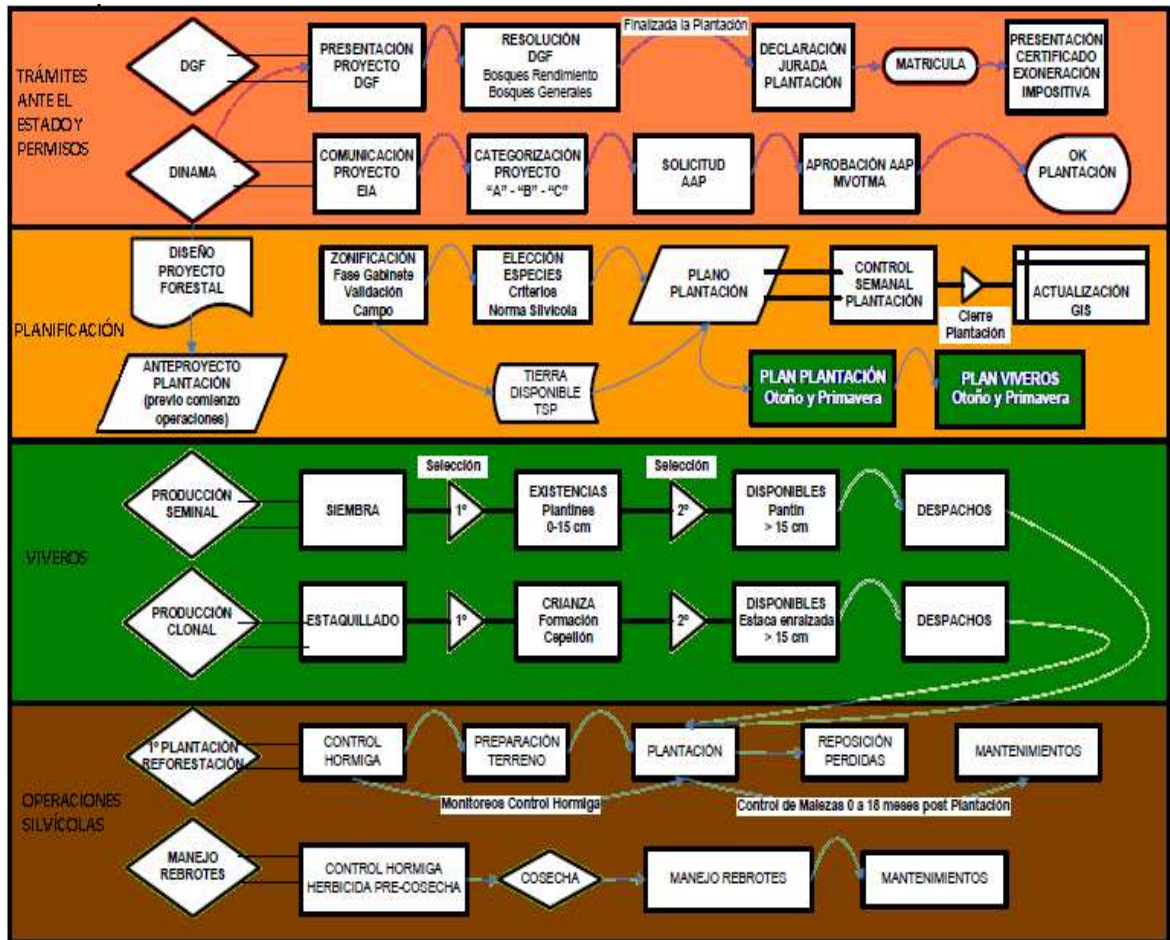 TRÁMITES
ANTE EL
ESTADO Y
PERMISOS
DGF
PRESENTACIÓN
PROYECTO
DGF
RESOLUCIÓN
DGF
Bosques Rendimiento
Bosques Generales
Finalizada la Plantación
DECLARACIÓN
JURADA
PLANTACIÓN
MATRICULA
PRESENTACIÓN
CERTIFICADO
EXONERACIÓN
IMPOSITIVA
DINAMA
COMUNICACIÓN
PROYECTO
EIA
CATEGORIZACIÓN
PROYECTO
“A” - “B” - “C”
SOLICITUD
AAP
APROBACIÓN AAP
MVOTMA
OK
PLANTACIÓN
PLANIFICACIÓN
DISEÑO
PROYECTO
FORESTAL
ZONIFICACIÓN
Fase Gabinete
Validación
Campo
ELECCIÓN
ESPECIES
Criterios
Norma Silvícola
PLANO
PLANTACIÓN
CONTROL
SEMANAL
PLANTACIÓN
Cierre
Plantación
ACTUALIZACIÓN
GIS
ANTEPROYECTO
PLANTACIÓN
(previo comienzo
operaciones)
TIERRA
DISPONIBLE
TSP
PLAN PLANTACIÓN
Otoño y Primavera
PLAN VIVEROS
Otoño y Primavera
VIVEROS
PRODUCCIÓN
SEMINAL
SIEMBRA
Selección
1º
EXISTENCIAS
Plantines
0-15 cm
Selección
2º
DISPONIBLES
Pantín
> 15 cm
DESPACHOS
PRODUCCIÓN
CLONAL
ESTAQUILLADO
1º
CRIANZA
Formación
Cepellón
2º
DISPONIBLES
Estaca enraizada
> 15 cm
DESPACHOS
OPERACIONES
SILVÍCOLAS
1º PLANTACIÓN
REFORESTACIÓN
CONTROL
HORMIGA
PREPARACIÓN
TERRENO
PLANTACIÓN
REPOSICIÓN
PERDIDAS
MANTENIMIENTOS
Monitoreos Control Hormiga
Control de Malezas 0 a 18 meses post Plantación
MANEJO
REBROTES
CONTROL HORMIGA
HERBICIDA PRE-COSECHA
COSECHA
MANEJO REBROTES
MANTENIMIENTOS